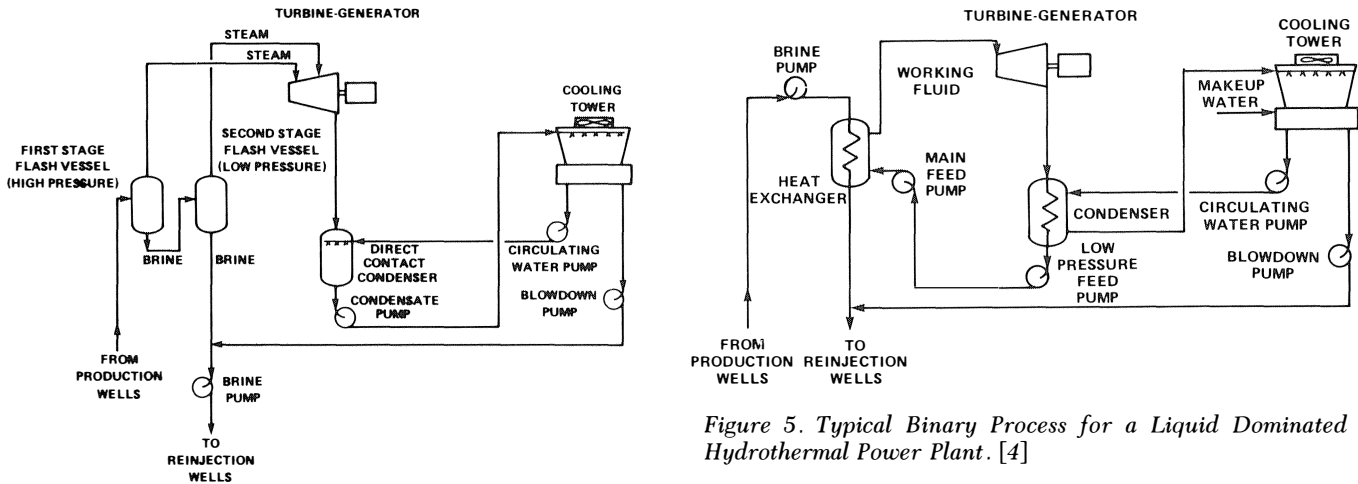 TURBINE-GENERATOR
STEAM
STEAM
COOLING
TOWER
SECOND STAGE
FLASH VESSEL
(LOW PRESSURE)
FIRST STAGE
FLASH VESSEL
(HIGH PRESSURE)
BRINE
BRINE
DIRECT
CONTACT
CONDENSER
CIRCULATING
WATER PUMP
CONDENSATE
PUMP
BLOWDOWN
PUMP
FROM
PRODUCTION
WELLS
BRINE
PUMP
TO
REINJECTION
WELLS
TURBINE-GENERATOR
COOLING
TOWER
BRINE
PUMP
WORKING
FLUID
MAKEUP
WATER
MAIN
FEED
PUMP
HEAT
EXCHANGER
CONDENSER
CIRCULATING
WATER PUMP
LOW
PRESSURE
FEED
PUMP
BLOWDOWN
PUMP
FROM
PRODUCTION
WELLS
TO
REINJECTION
WELLS
Figure 5. Typical Binary Process for a Liquid Dominated
Hydrothermal Power Plant. [4]